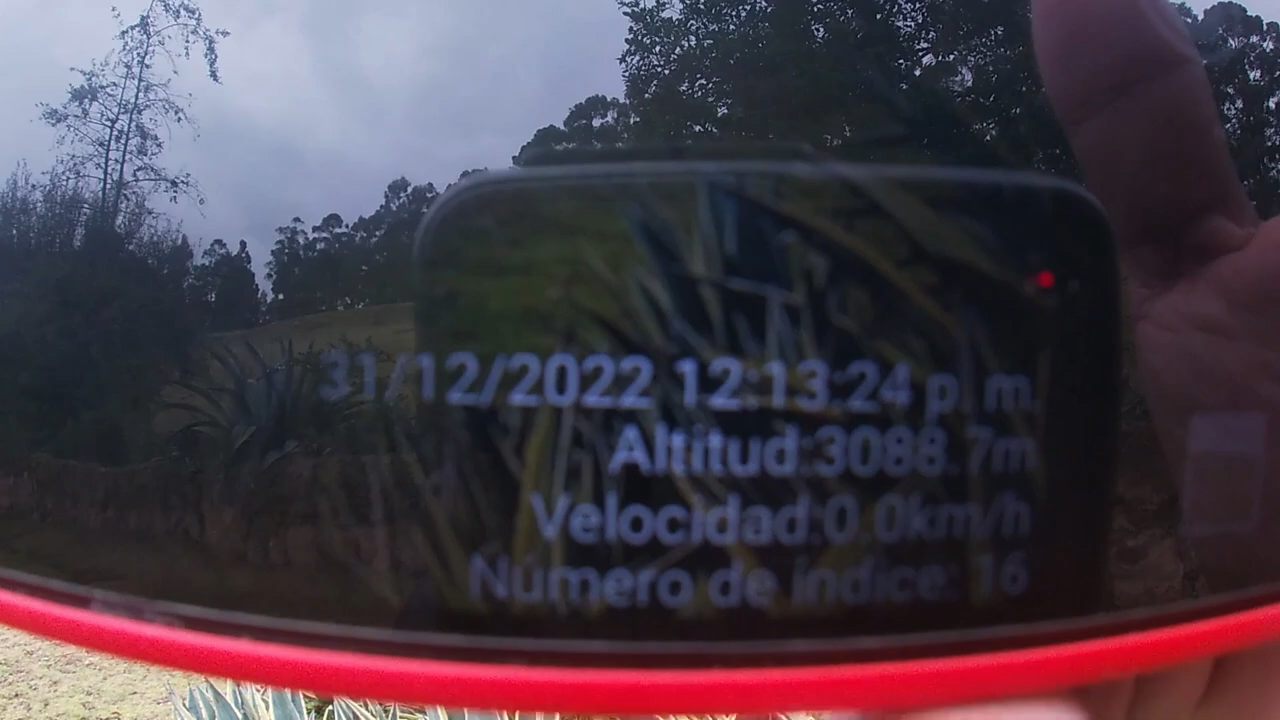 31/12/2022 12:13:24 p. m.
Altitud:3088.7m
Velocidad:0.0km/h
Número de índice: 16